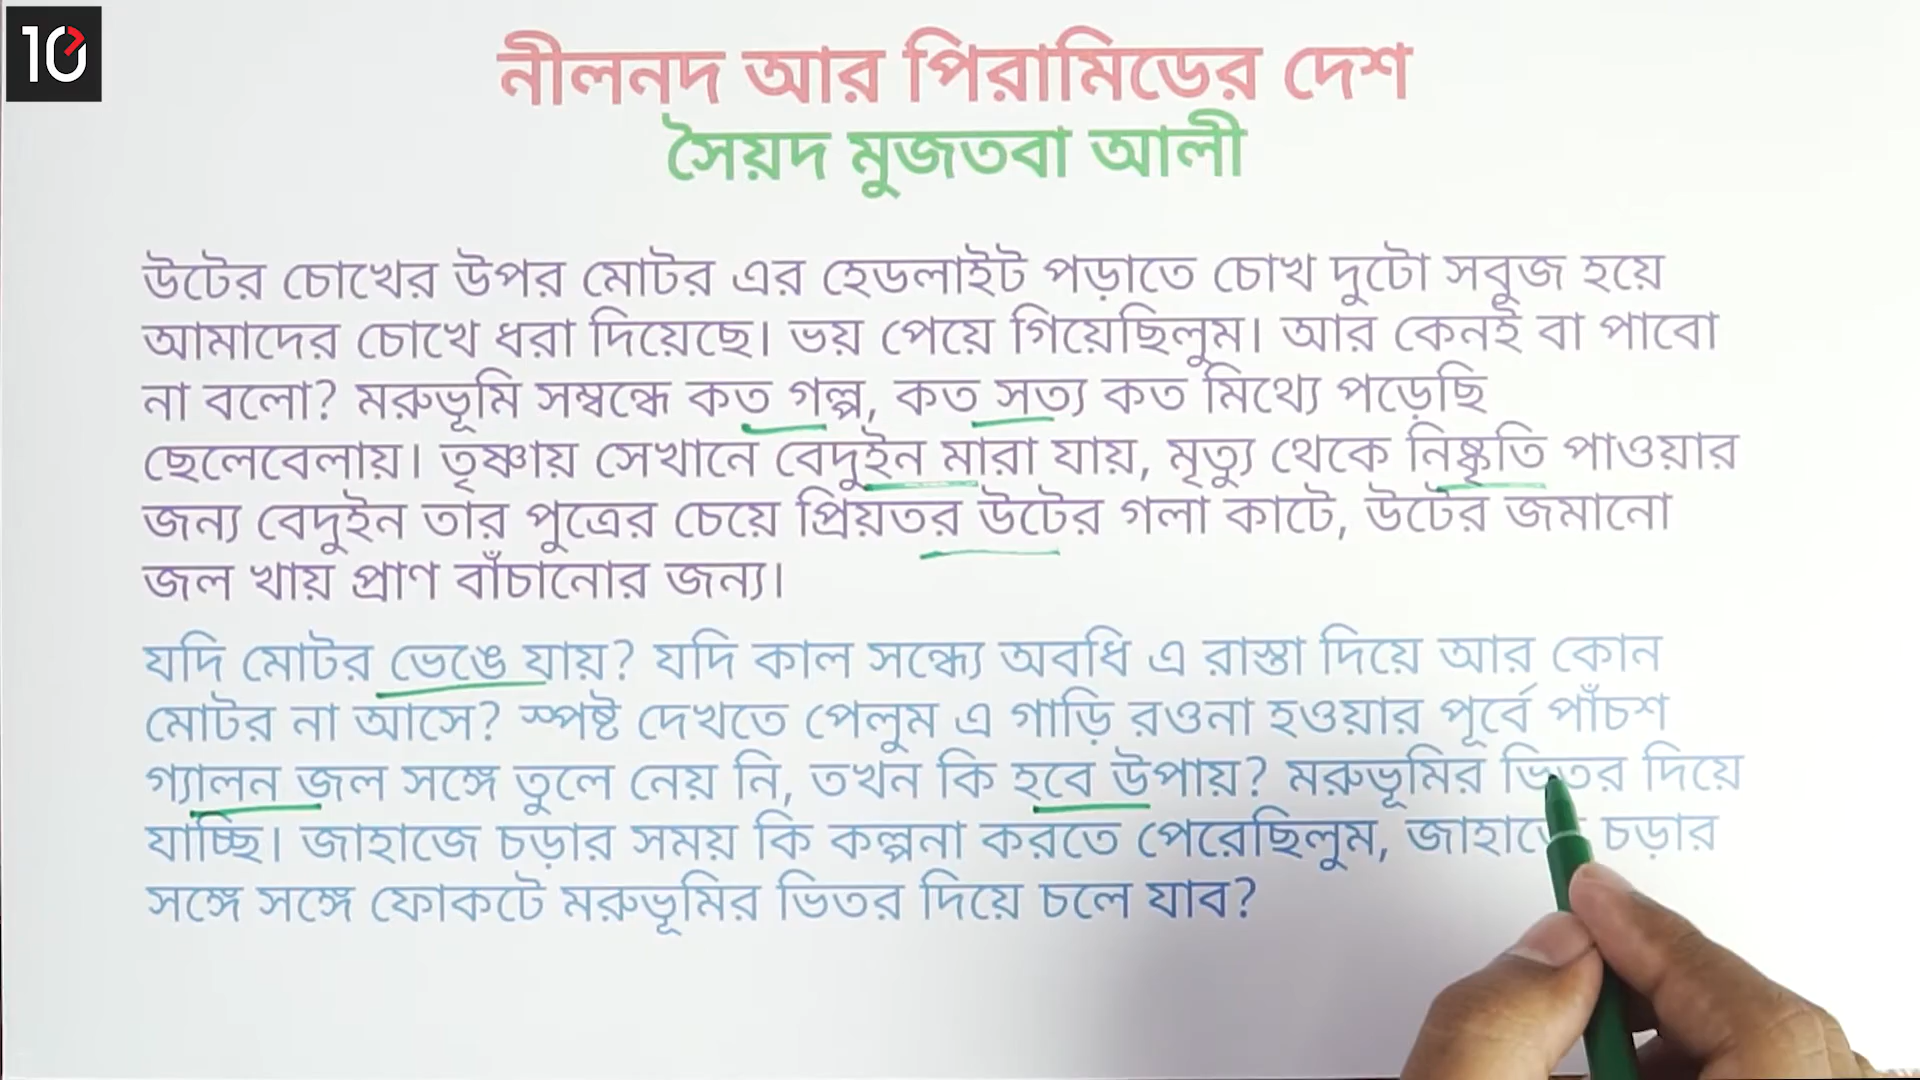 10
নীলনদ আর পিরামিডের দেশ
সৈয়দ মুজতবা আলী
উটের চোখের উপর মোটর এর হেডলাইট পড়াতে চোখ দুটো সবুজ হয়ে
আমাদের চোখে ধরা দিয়েছে। ভয় পেয়ে গিয়েছিলুম। আর কেনই বা পাবো
না বলো? মরুভূমি সম্বন্ধে কত গল্প, কত সত্য কত মিথ্যে পড়েছি
ছেলেবেলায়। তৃষ্ণায় সেখানে বেদুইন মারা যায়, মৃত্যু থেকে নিষ্কৃতি পাওয়ার
জন্য বেদুইন তার পুত্রের চেয়ে প্রিয়তর উটের গলা কাটে, উটের জমানো
জল খায় প্রাণ বাঁচানোর জন্য।
যদি মোটর ভেঙে যায়? যদি কাল সন্ধ্যে অবধি এ রাস্তা দিয়ে আর কোন
মোটর না আসে? স্পষ্ট দেখতে পেলুম এ গাড়ি রওনা হওয়ার পূর্বে পাঁচশ
গ্যালন জল সঙ্গে তুলে নেয় নি, তখন কি হবে উপায়? মরুভূমির ভিতর দিয়ে
যাচ্ছি। জাহাজে চড়ার সময় কি কল্পনা করতে পেরেছিলুম, চড়ার
সঙ্গে সঙ্গে ফোকটে মরুভূমির ভিতর দিয়ে চলে যাব?